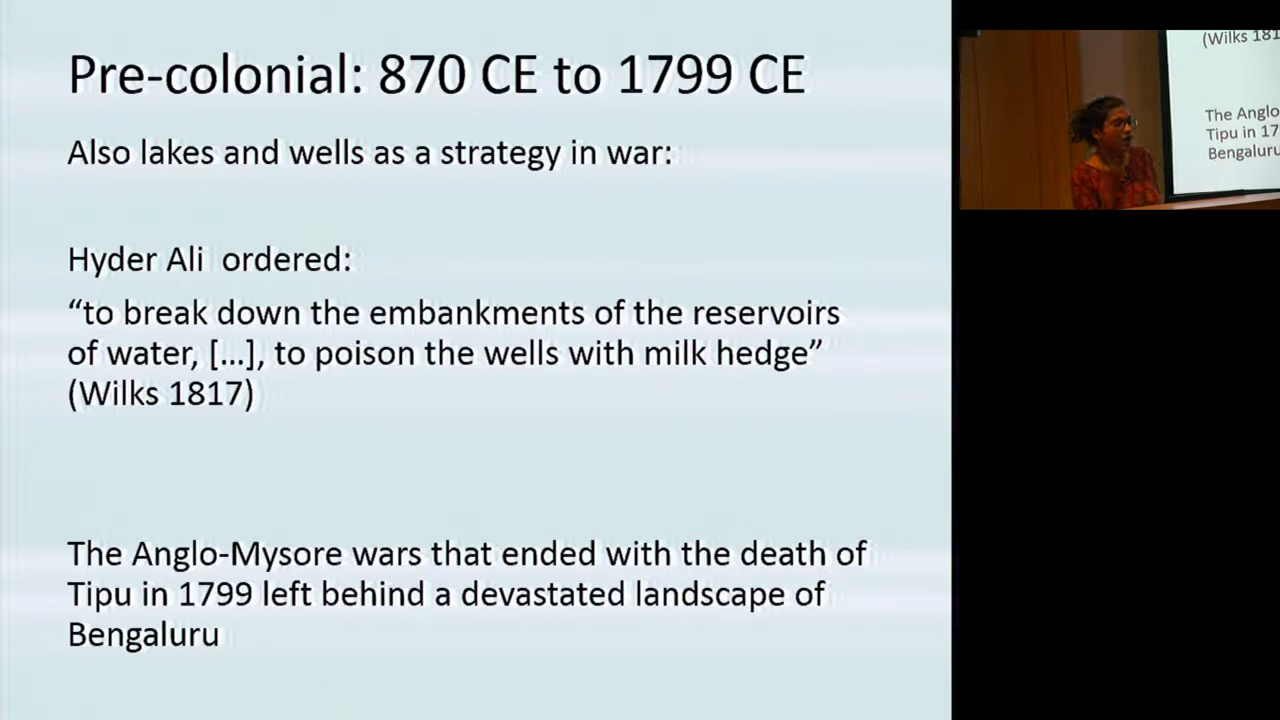 Pre-colonial: 870 CE to 1799 CE
Also lakes and wells as a strategy in war:
Hyder Ali ordered:
“to break down the embankments of the reservoirs
of water, […], to poison the wells with milk hedge”
(Wilks 1817)
The Anglo-Mysore wars that ended with the death of
Tipu in 1799 left behind a devastated landscape of
Bengaluru
(Wilks 181
The Anglo
Tipu in 17
Bengaluru